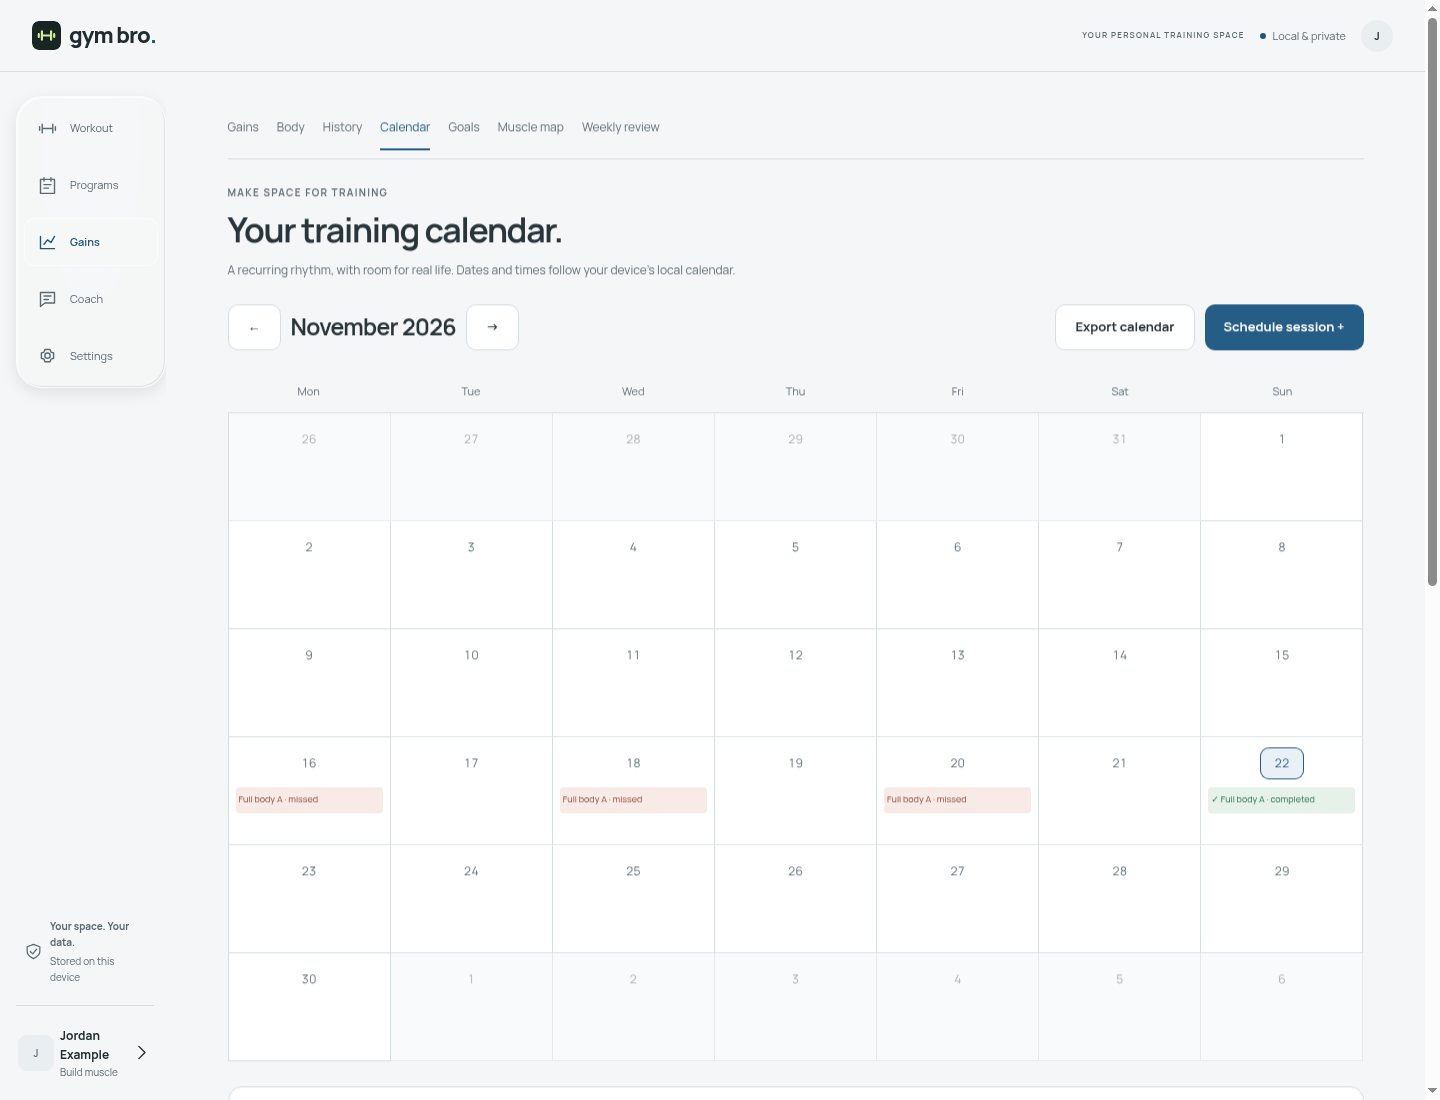 gym bro.
YOUR PERSONAL TRAINING SPACE
Local & private
J
Workout
Programs
Gains
Coach
Settings
Gains Body History Calendar Goals Muscle map Weekly review
MAKE SPACE FOR TRAINING
Your training calendar.
A recurring rhythm, with room for real life. Dates and times follow your device's local calendar.
← November 2026 →
Export calendar
Schedule session +
Mon Tue Wed Thu Fri Sat Sun
26 27 28 29 30 31 1
2 3 4 5 6 7 8
9 10 11 12 13 14 15
16 17 18 19 20 21 22
Full body A · missed
Full body A · missed
Full body A · missed
✓ Full body A · completed
23 24 25 26 27 28 29
30 1 2 3 4 5 6
Your space. Your
data.
Stored on this
device
J
Jordan
Example
Build muscle